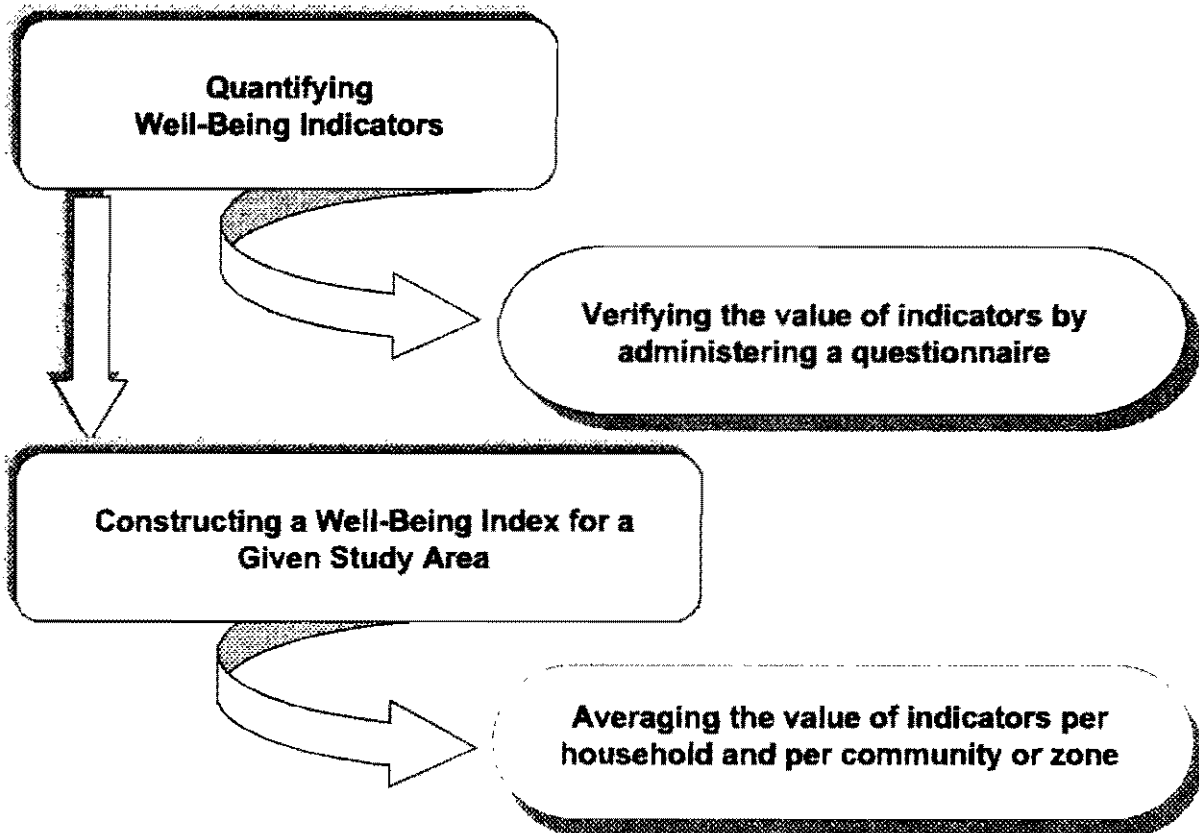 Quantifying
Well-Being Indicators
Verifying the value of indicators by
administering a questionnaire
Constructing a Well-Being Index for a
Given Study Area
Averaging the value of indicators per
household and per community or zone